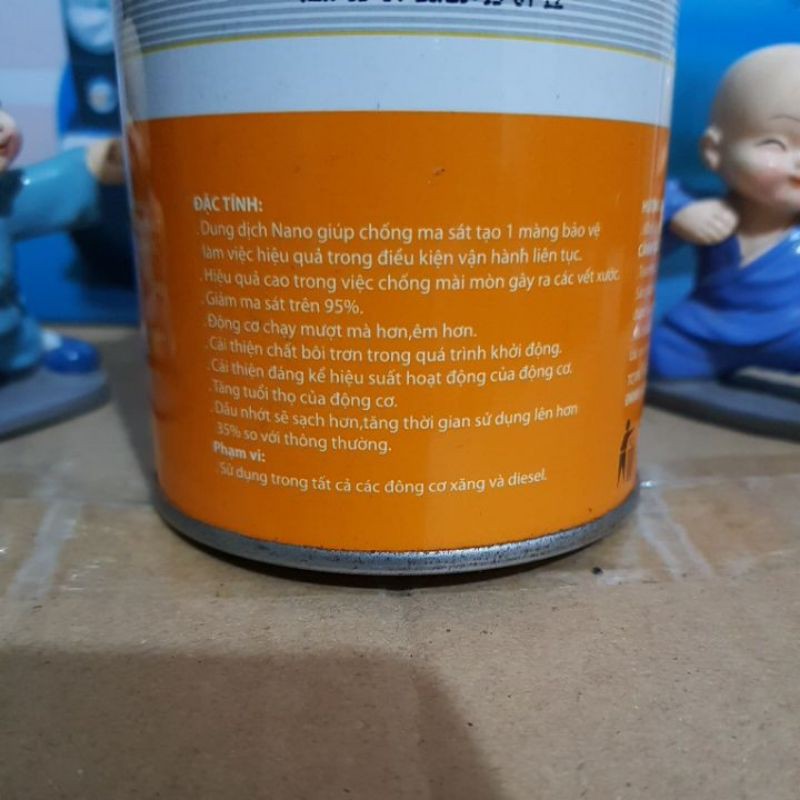 ĐẶC TÍNH:
.Dung dịch Nano giúp chống ma sát tạo 1 màng bảo vệ
làm việc hiệu quả trong điều kiện vận hành liên tục.
.Hiệu quả cao trong việc chống mài mòn gây ra các vết xước.
.Giảm ma sát trên 95%.
.Động cơ chạy mượt mà hơn,êm hơn.
.Cải thiện chất bôi trơn trong quá trình khởi động.
.Cải thiện đáng kể hiệu suất hoạt động của động cơ.
.Tăng tuổi thọ của động cơ.
.Dầu nhớt sẽ sạch hơn,tăng thời gian sử dụng lên hơn
35% so với thông thường.
Phạm vi:
.Sử dụng trong tất cả các đông cơ xăng và diesel.